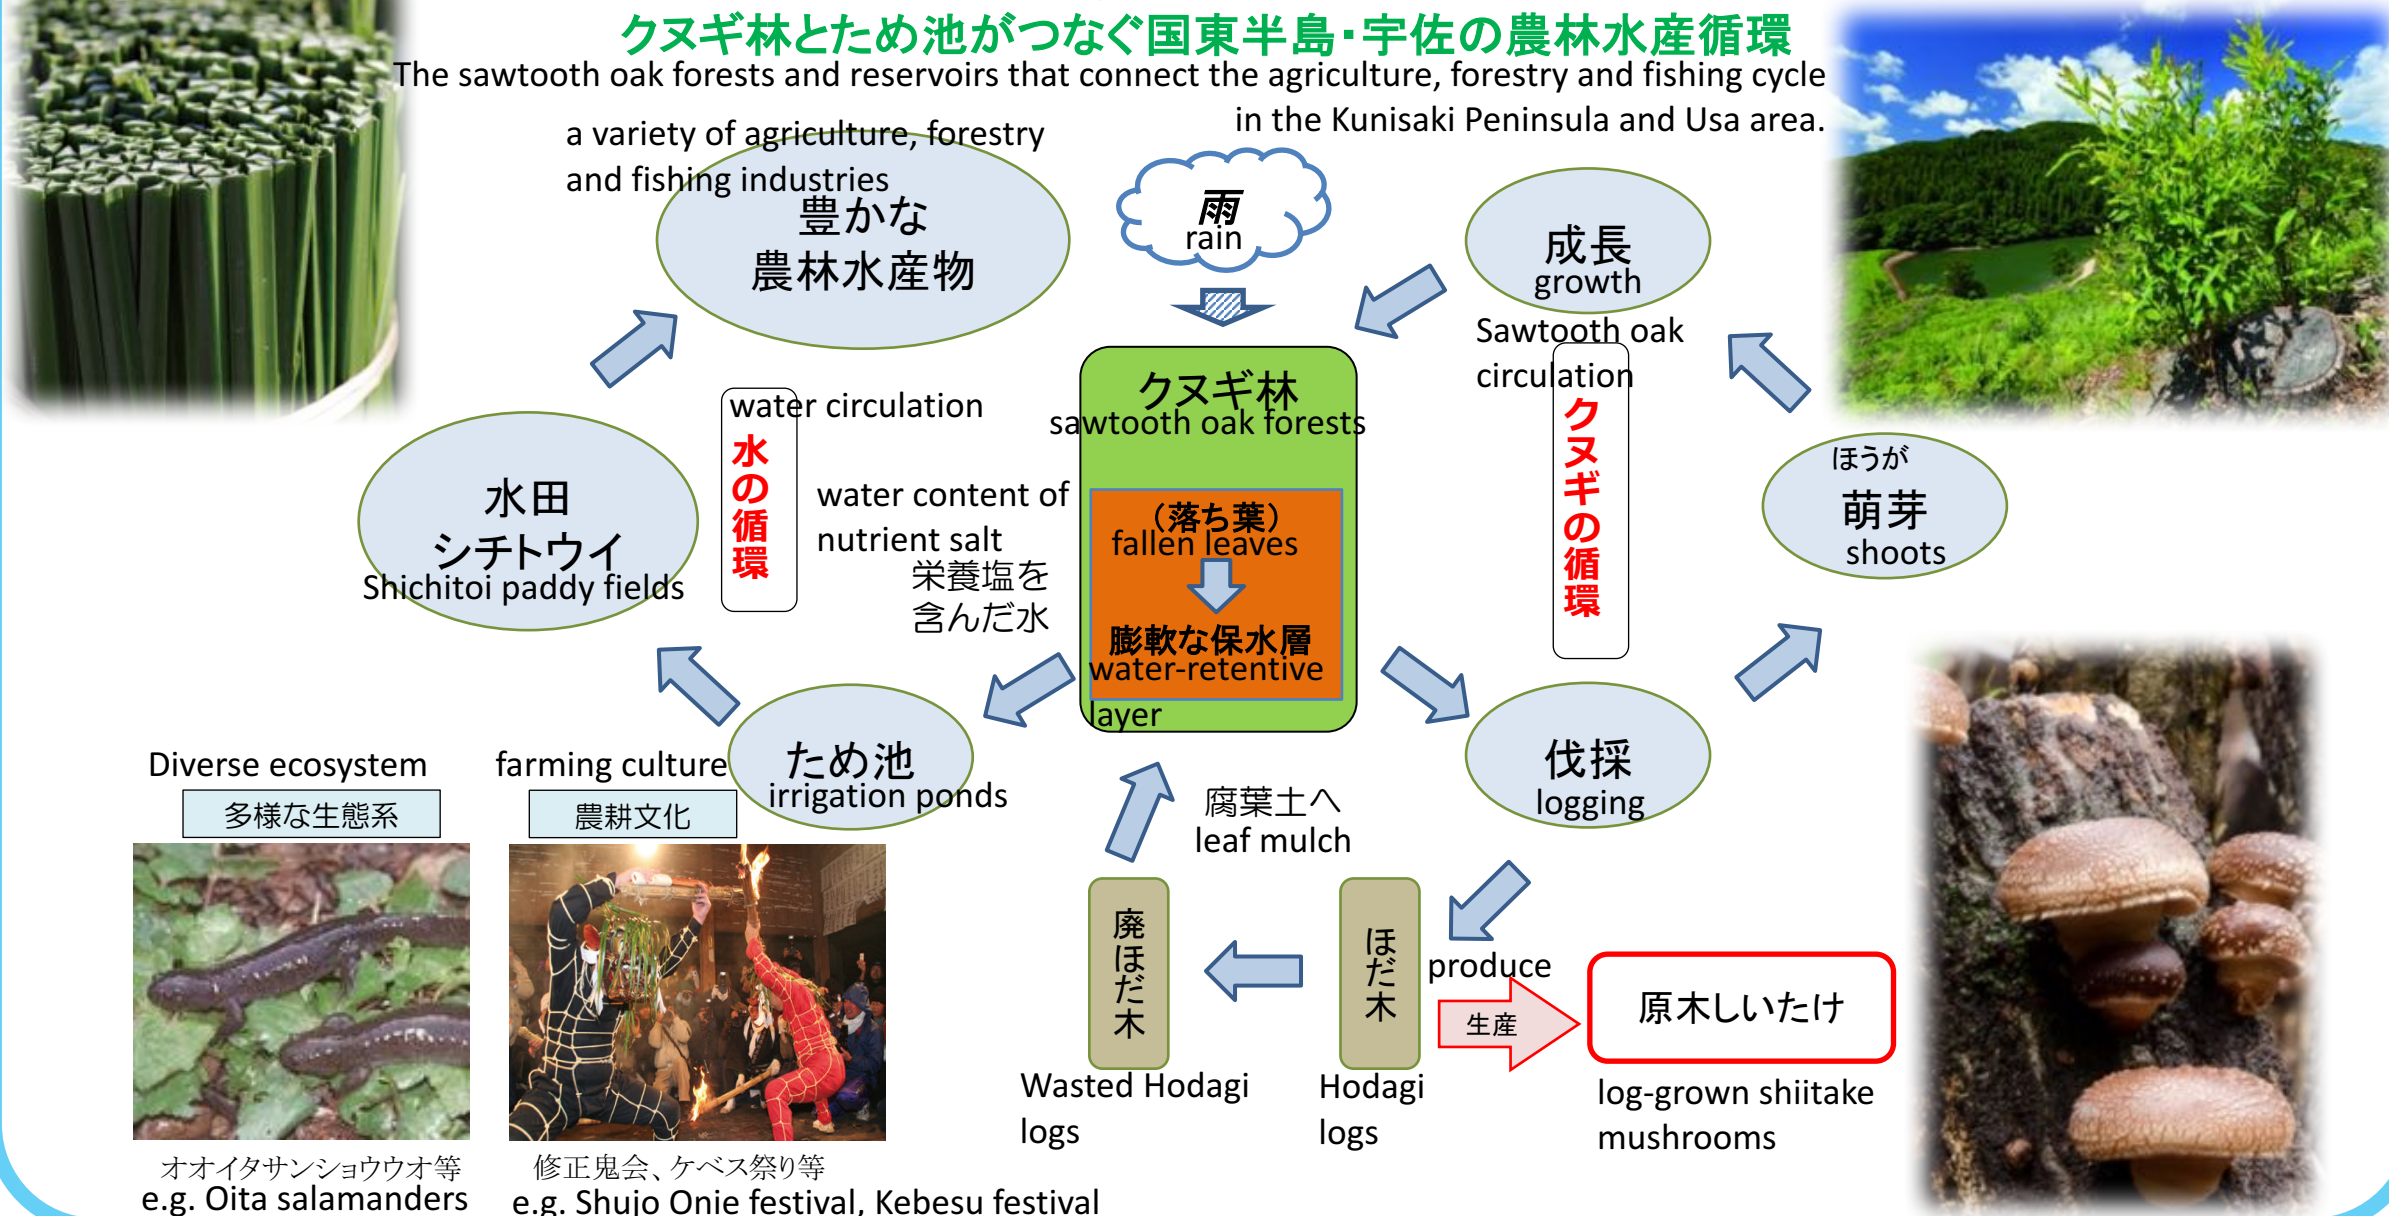 クヌギ林とため池がつなぐ国東半島・宇佐の農林水産循環
The sawtooth oak forests and reservoirs that connect the agriculture, forestry and fishing cycle
in the Kunisaki Peninsula and Usa area.
a variety of agriculture, forestry
and fishing industries
豊かな
農林水産物
雨
rain
成長
growth
Sawtooth oak
circulation
クヌギの循環
クヌギ林
sawtooth oak forests
（落ち葉）
fallen leaves
膨軟な保水層
water-retentive
layer
water circulation
水の循環
water content of
nutrient salt
栄養塩を
含んだ水
水田
シチトウイ
Shichitoi paddy fields
ほうが
萌芽
shoots
ため池
irrigation ponds
伐採
logging
Diverse ecosystem
多様な生態系
farming culture
農耕文化
腐葉土へ
leaf mulch
廃ほだ木
Wasted Hodagi
logs
ほだ木
Hodagi
logs
produce
生産
原木しいたけ
log-grown shiitake
mushrooms
オオイタサンショウウオ等
e.g. Oita salamanders
修正鬼会、ケベス祭り等
e.g. Shujo Onie festival, Kebesu festival